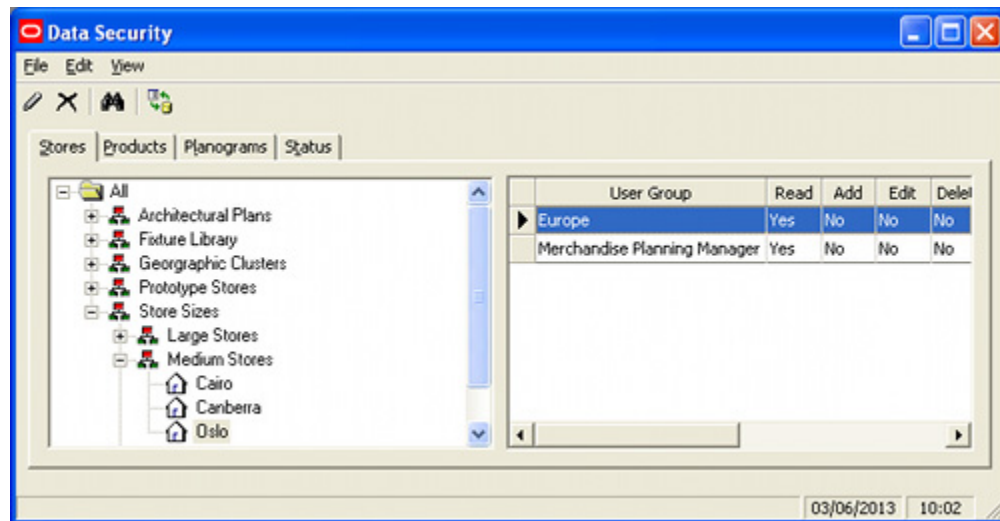 Data Security
File Edit View
Stores Products Planograms Status
All
Architectural Plans
Fixture Library
Georgraphic Clusters
Prototype Stores
Store Sizes
Large Stores
Medium Stores
Cairo
Canberra
Oslo
User Group Read Add Edit Delet
Europe Yes No No No
Merchandise Planning Manager Yes No No No
03/06/2013 10:02